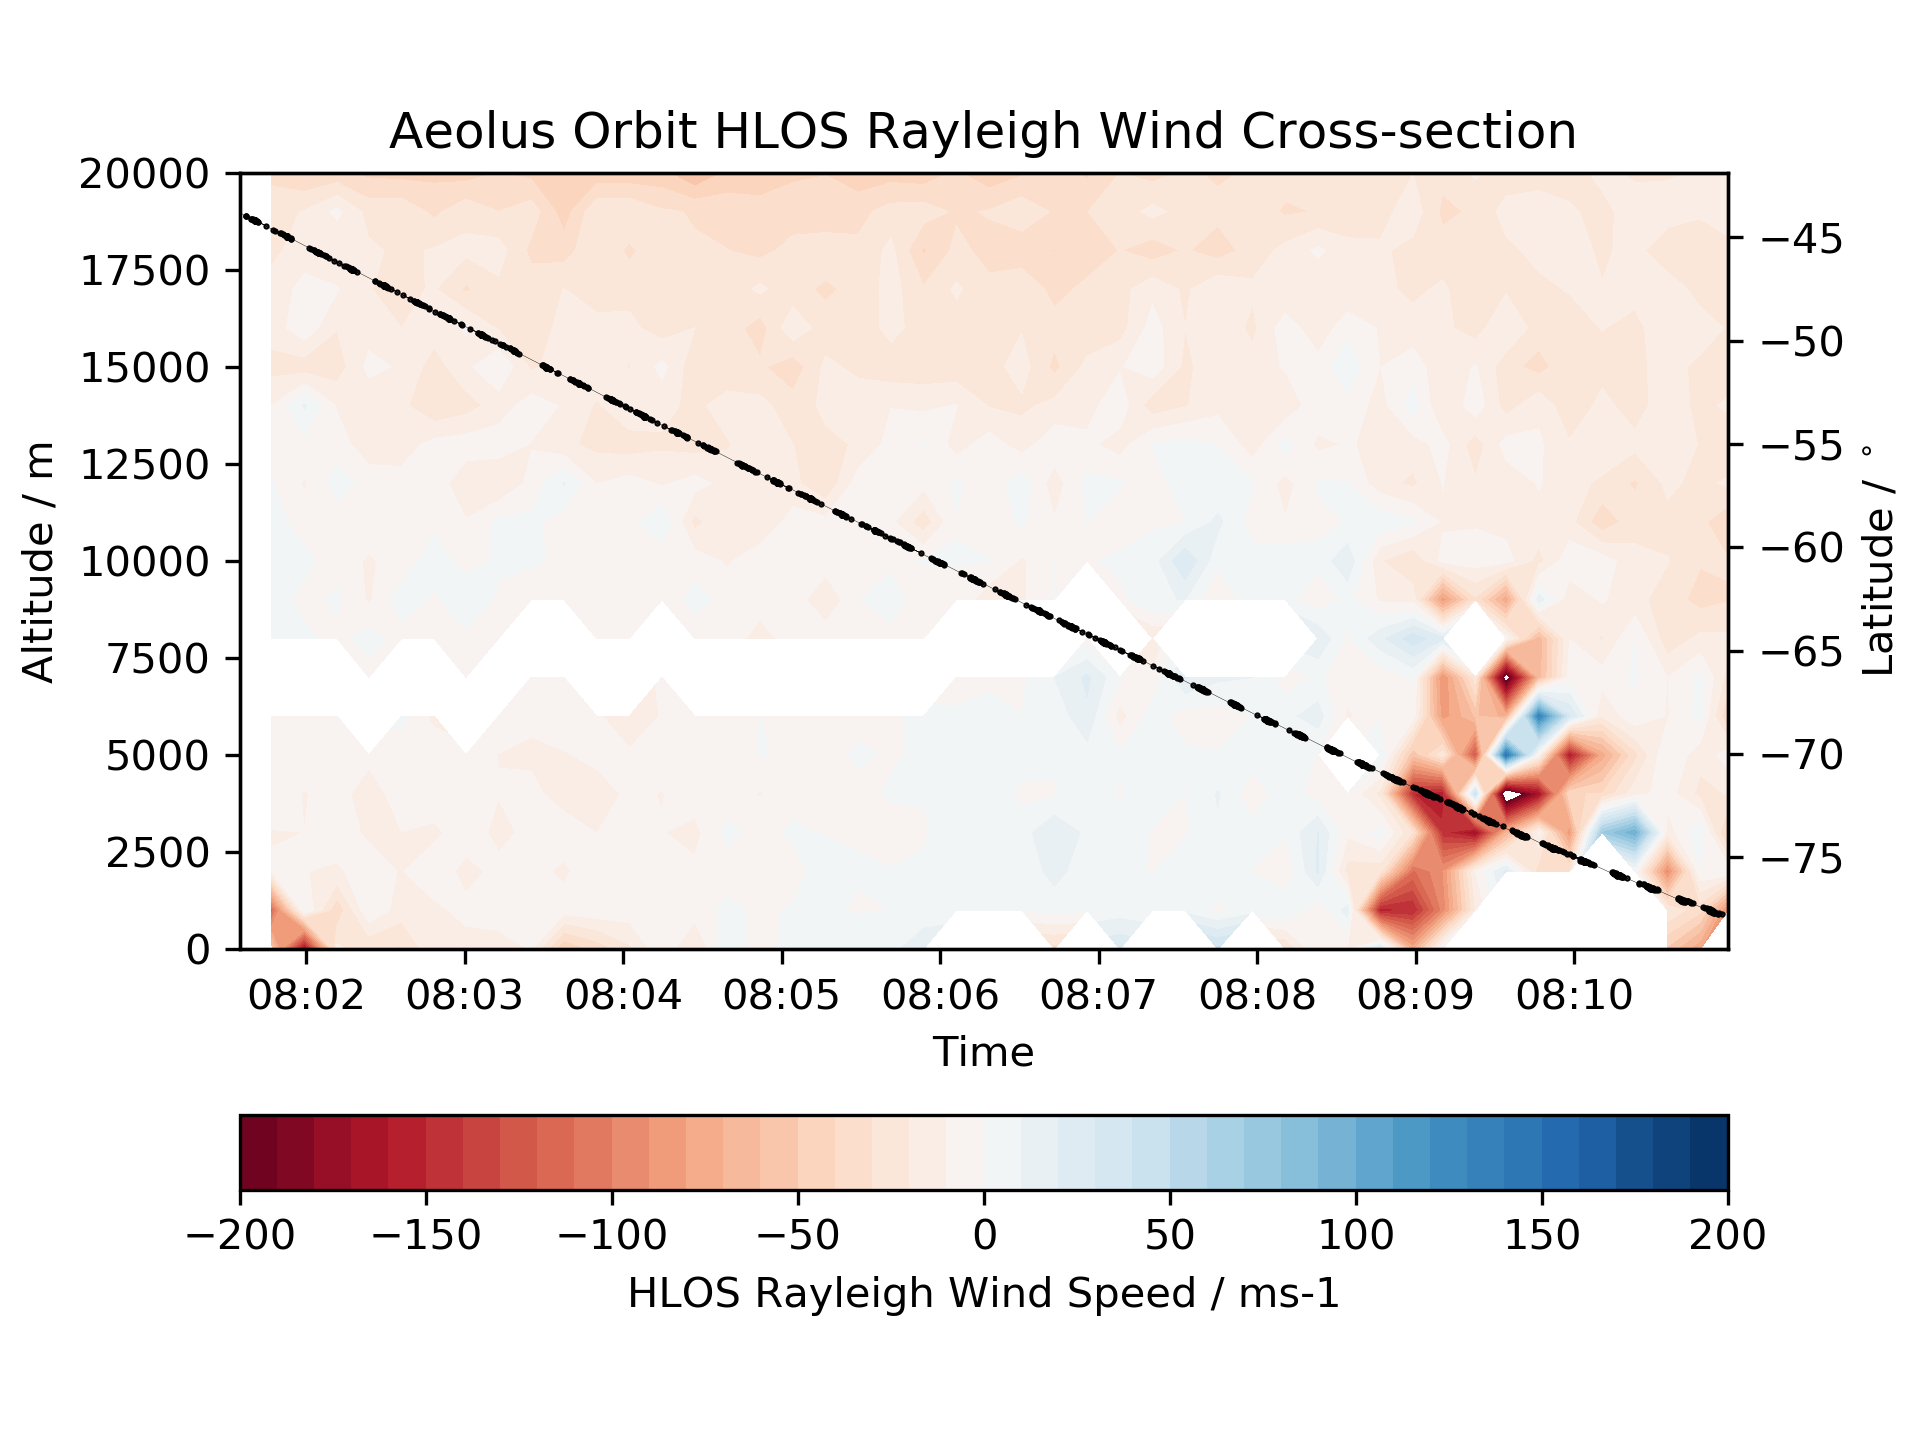 Aeolus Orbit HLOS Rayleigh Wind Cross-section
20000
17500
15000
12500
10000
7500
5000
2500
0
Altitude / m
−45
−50
−55
−60
−65
−70
−75
Latitude / °
08:02 08:03 08:04 08:05 08:06 08:07 08:08 08:09 08:10
Time
−200 −150 −100 −50 0 50 100 150 200
HLOS Rayleigh Wind Speed / ms-1